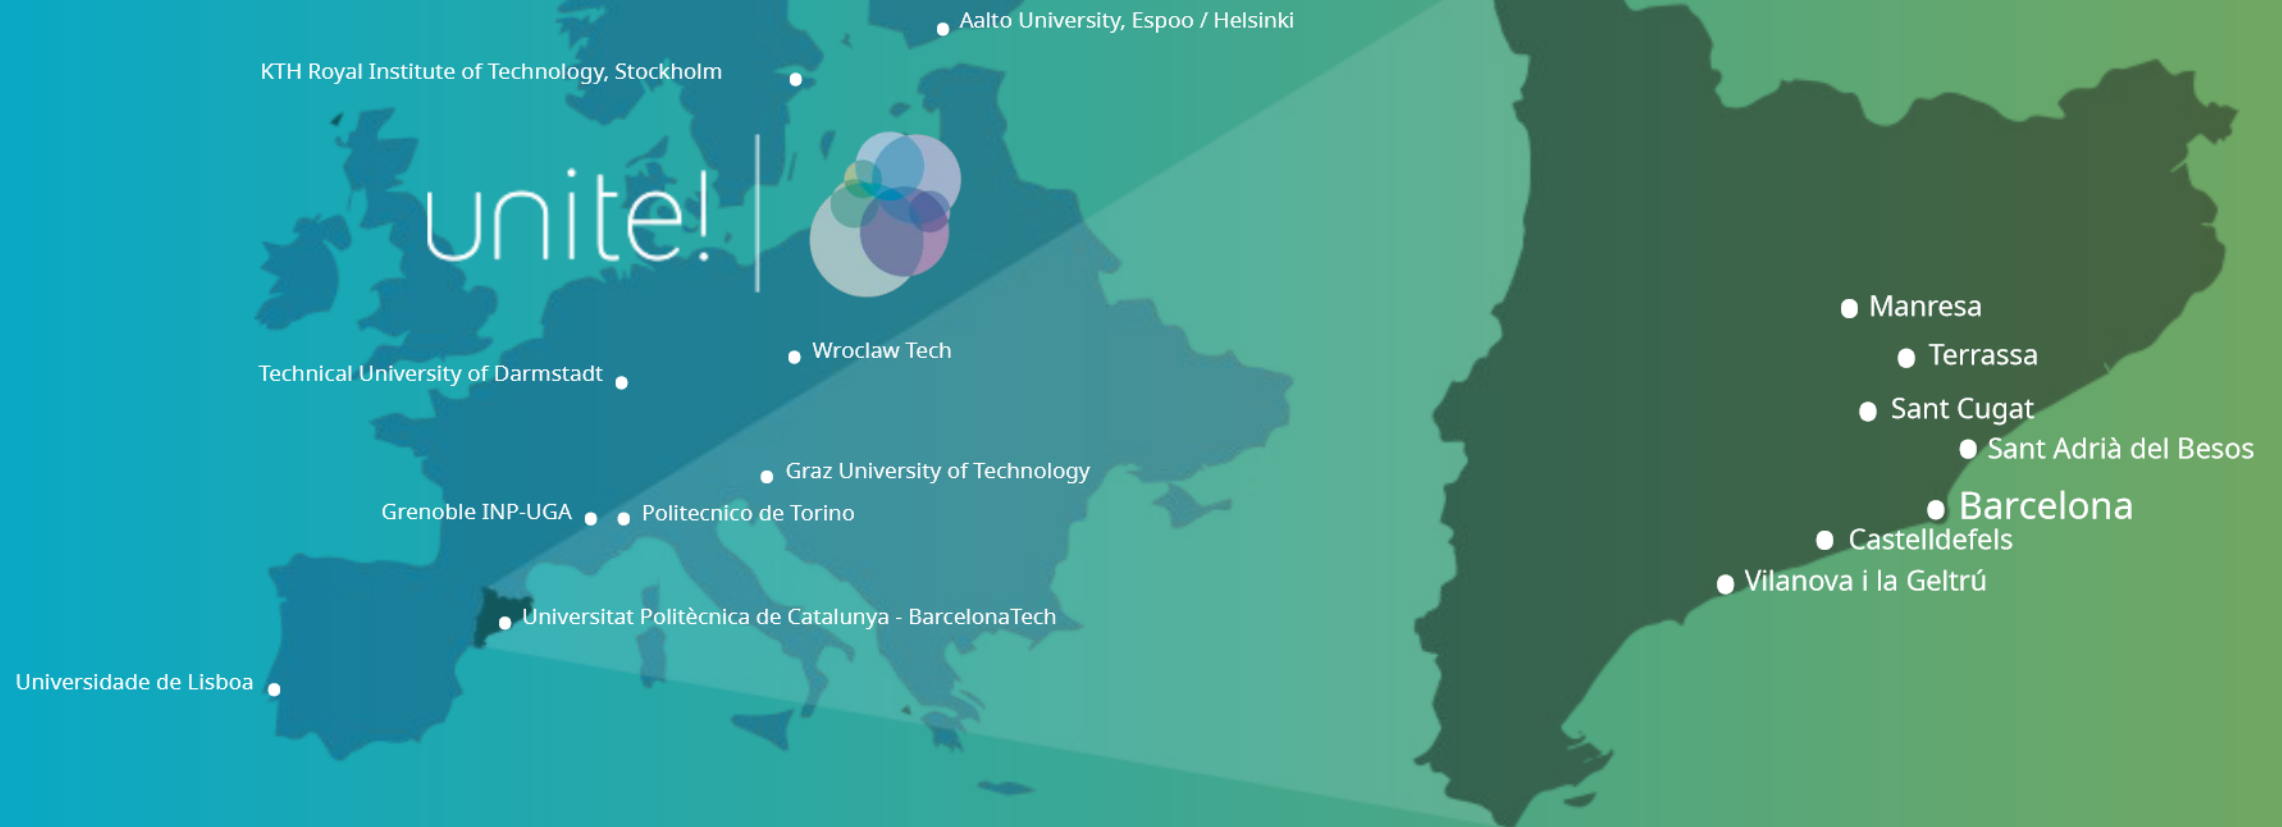 Aalto University, Espoo / Helsinki
KTH Royal Institute of Technology, Stockholm
unite!
Wroclaw Tech
Technical University of Darmstadt
Graz University of Technology
Grenoble INP-UGA
Politecnico de Torino
Universitat Politècnica de Catalunya - BarcelonaTech
Universidade de Lisboa
Manresa
Terrassa
Sant Cugat
Sant Adrià del Besos
Barcelona
Castelldefels
Vilanova i la Geltrú